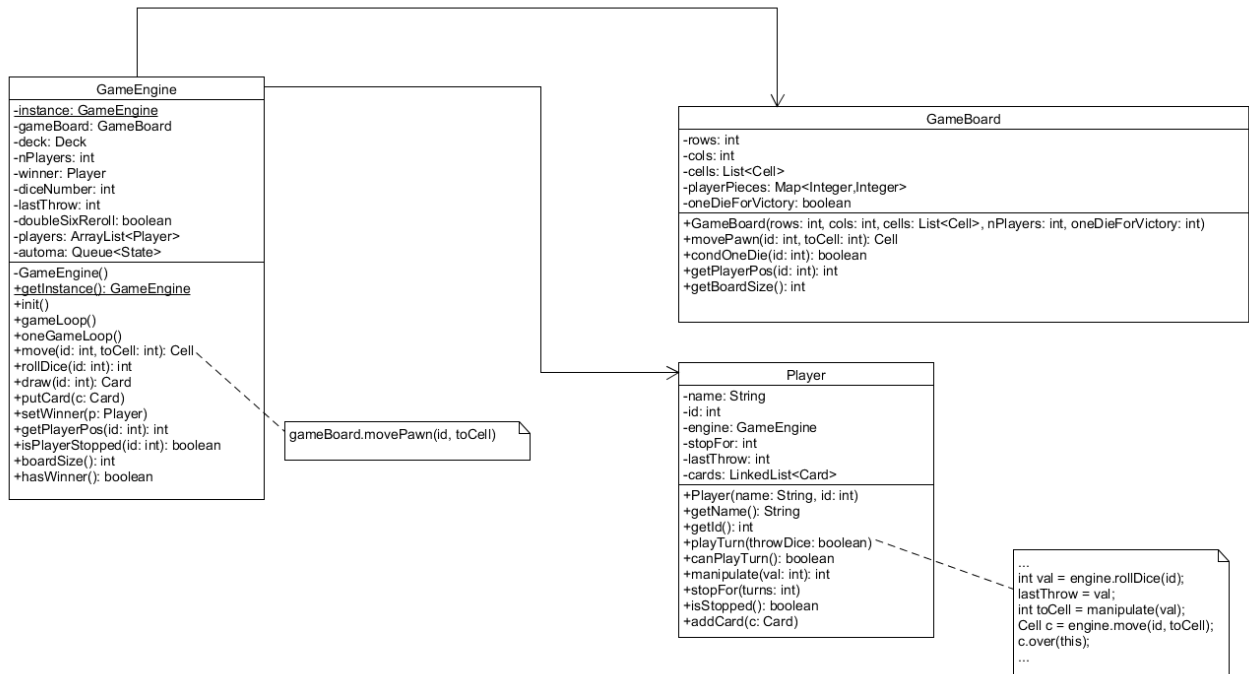 GameEngine
-instance: GameEngine
-gameBoard: GameBoard
-deck: Deck
-nPlayers: int
-winner: Player
-diceNumber: int
-lastThrow: int
-doubleSixReroll: boolean
-players: ArrayList<Player>
-automa: Queue<State>
-GameEngine()
+getInstance(): GameEngine
+init()
+gameLoop()
+oneGameLoop()
+move(id: int, toCell: int): Cell
+rollDice(id: int): int
+draw(id: int): Card
+putCard(c: Card)
+setWinner(p: Player)
+getPlayerPos(id: int): int
+isPlayerStopped(id: int): boolean
+boardSize(): int
+hasWinner(): boolean
gameBoard.movePawn(id, toCell)
GameBoard
-rows: int
-cols: int
-cells: List<Cell>
-playerPieces: Map<Integer,Integer>
-oneDieForVictory: boolean
+GameBoard(rows: int, cols: int, cells: List<Cell>, nPlayers: int, oneDieForVictory: int)
+movePawn(id: int, toCell: int): Cell
+condOneDie(id: int): boolean
+getPlayerPos(id: int): int
+getBoardSize(): int
Player
-name: String
-id: int
-engine: GameEngine
-stopFor: int
-lastThrow: int
-cards: LinkedList<Card>
+Player(name: String, id: int)
+getName(): String
+getId(): int
+playTurn(throwDice: boolean)
+canPlayTurn(): boolean
+manipulate(val: int): int
+stopFor(turns: int)
+isStopped(): boolean
+addCard(c: Card)
...
int val = engine.rollDice(id);
lastThrow = val;
int toCell = manipulate(val);
Cell c = engine.move(id, toCell);
c.over(this);
...